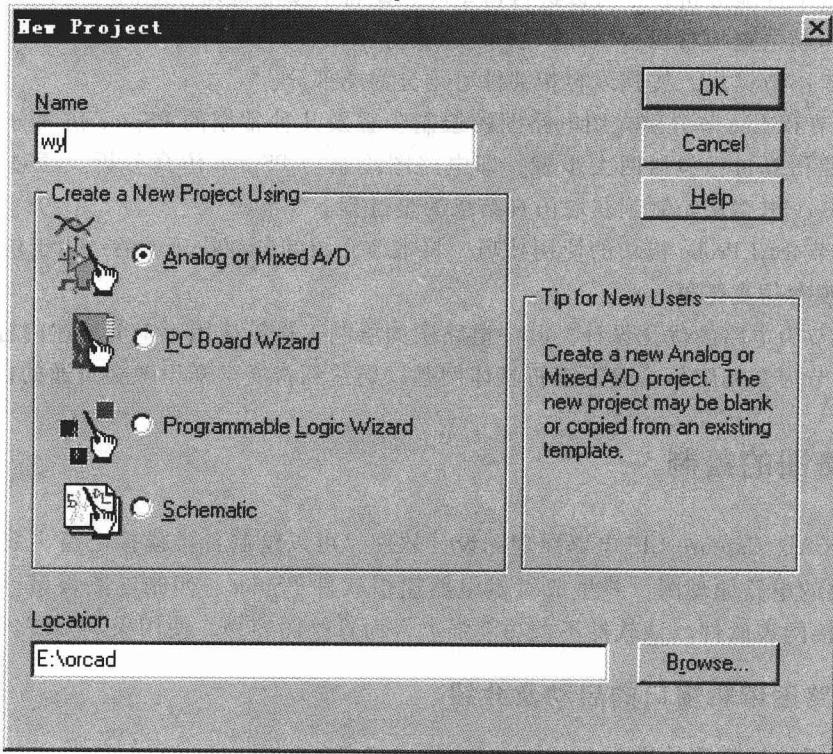 New Project
Name
wy
OK
Cancel
Help
Create a New Project Using
Analog or Mixed A/D
PC Board Wizard
Programmable Logic Wizard
Schematic
Tip for New Users
Create a new Analog or
Mixed A/D project. The
new project may be blank
or copied from an existing
template.
Location
E:\orcad
Browse...